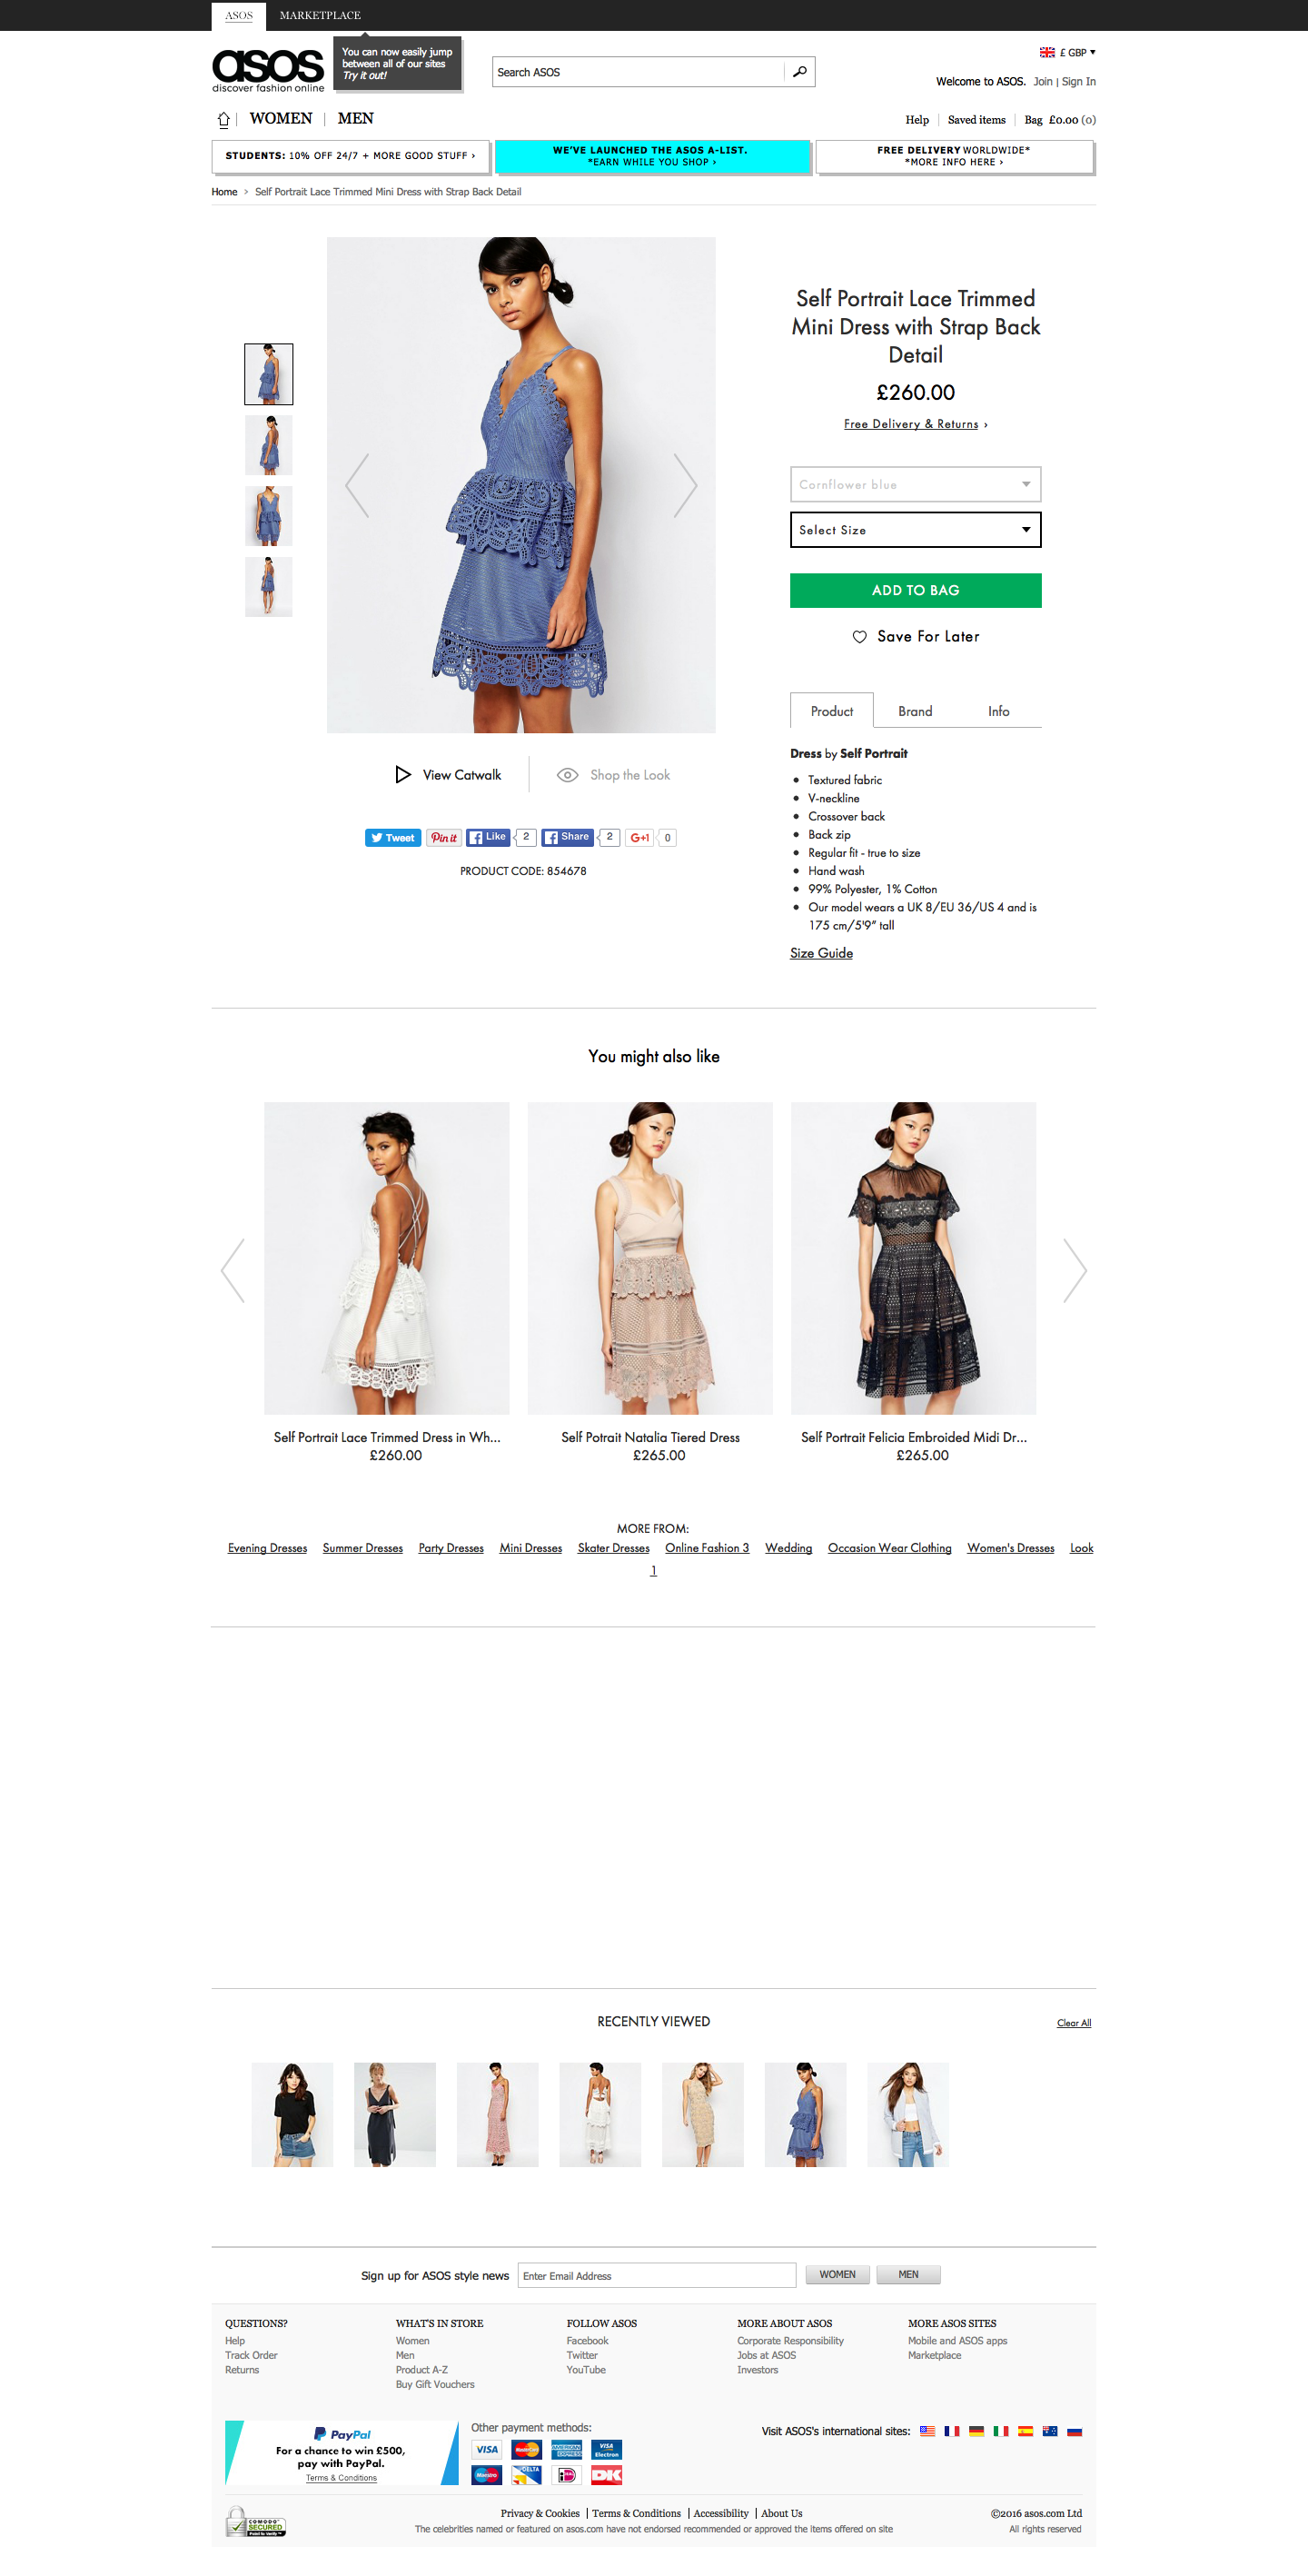 ASOS
MARKETPLACE
You can now easily jump
between all of our sites
Try it out!
asos
discover fashion online
Search ASOS
£ GBP
Welcome to ASOS. Join | Sign In
WOMEN | MEN
Help | Saved items | Bag £0.00 (0)
STUDENTS: 10% OFF 24/7 + MORE GOOD STUFF ›
WE'VE LAUNCHED THE ASOS A-LIST.
*EARN WHILE YOU SHOP ›
FREE DELIVERY WORLDWIDE*
*MORE INFO HERE ›
Home › Self Portrait Lace Trimmed Mini Dress with Strap Back Detail
Self Portrait Lace Trimmed
Mini Dress with Strap Back
Detail
£260.00
Free Delivery & Returns ›
Cornflower blue
Select Size
ADD TO BAG
Save For Later
Product
Brand
Info
Dress by Self Portrait
• Textured fabric
• V-neckline
• Crossover back
• Back zip
• Regular fit - true to size
• Hand wash
• 99% Polyester, 1% Cotton
• Our model wears a UK 8/EU 36/US 4 and is
175 cm/5'9" tall
Size Guide
View Catwalk
Shop the Look
Tweet
Pin it
Like 2
Share 2
G+1 0
PRODUCT CODE: 854678
You might also like
Self Portrait Lace Trimmed Dress in Wh...
£260.00
Self Potrait Natalia Tiered Dress
£265.00
Self Portrait Felicia Embroided Midi Dr...
£265.00
MORE FROM:
Evening Dresses Summer Dresses Party Dresses Mini Dresses Skater Dresses Online Fashion 3 Wedding Occasion Wear Clothing Women's Dresses Look
1
RECENTLY VIEWED
Clear All
Sign up for ASOS style news
Enter Email Address
WOMEN
MEN
QUESTIONS?
Help
Track Order
Returns
WHAT'S IN STORE
Women
Men
Product A-Z
Buy Gift Vouchers
FOLLOW ASOS
Facebook
Twitter
YouTube
MORE ABOUT ASOS
Corporate Responsibility
Jobs at ASOS
Investors
MORE ASOS SITES
Mobile and ASOS apps
Marketplace
PayPal
For a chance to win £500,
pay with PayPal.
Terms & Conditions
Other payment methods:
VISA
MasterCard
AMERICAN EXPRESS
VISA Electron
Maestro
DELTA
iD
DK
Visit ASOS's international sites:
COMODO
SECURED
Point to Verify
Privacy & Cookies | Terms & Conditions | Accessibility | About Us
The celebrities named or featured on asos.com have not endorsed recommended or approved the items offered on site
©2016 asos.com Ltd
All rights reserved